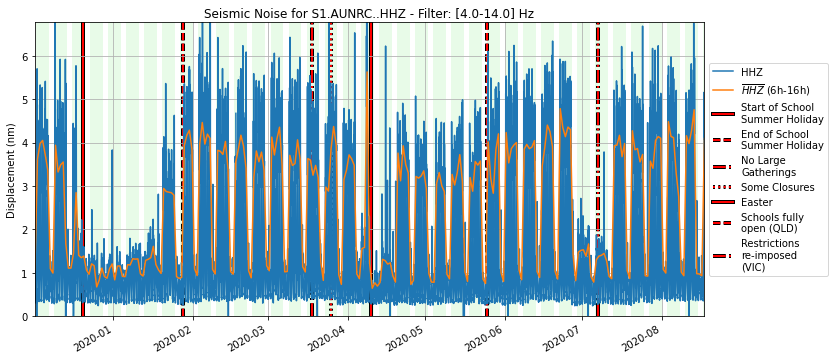 Seismic Noise for S1.AUNRC..HHZ - Filter: [4.0-14.0] Hz
Displacement (nm)
6
5
4
3
2
1
0
2020-01
2020-02
2020-03
2020-04
2020-05
2020-06
2020-07
2020-08
HHZ
HHZ (6h-16h)
Start of School
Summer Holiday
End of School
Summer Holiday
No Large
Gatherings
Some Closures
Easter
Schools fully
open (QLD)
Restrictions
re-imposed
(VIC)